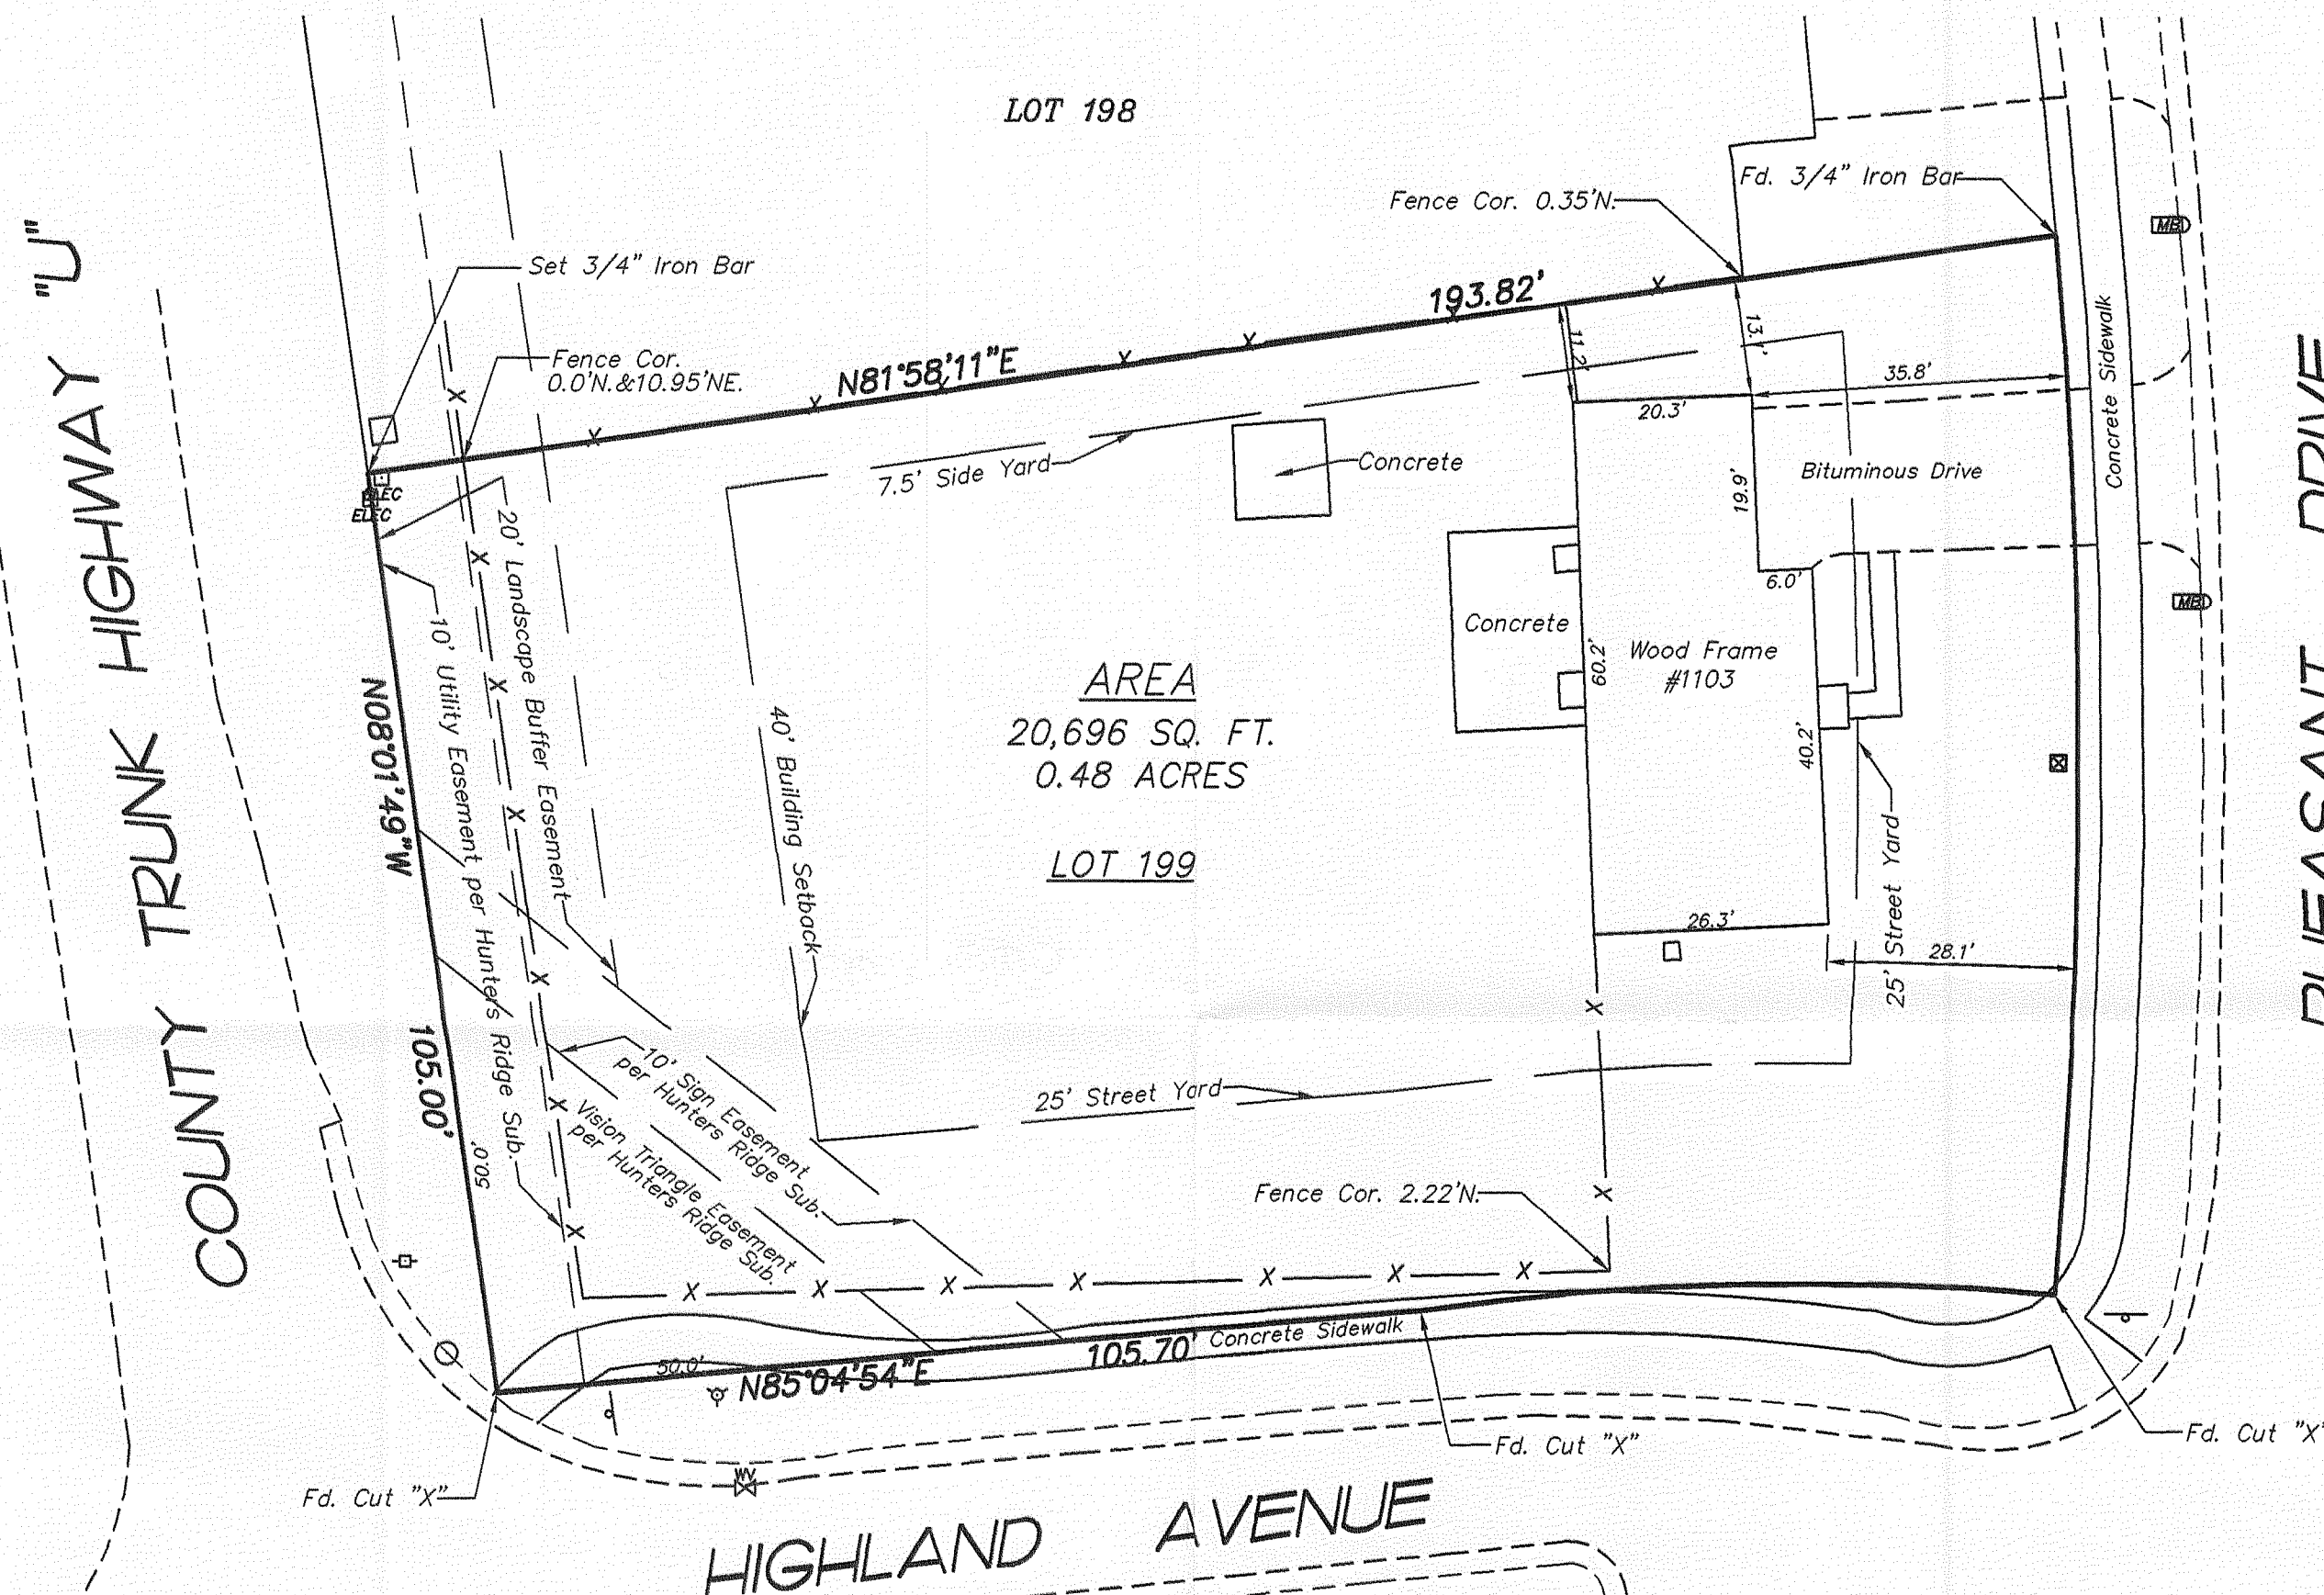 LOT 198
Fd. 3/4" Iron Bar
Fence Cor. 0.35'N.
MB
Set 3/4" Iron Bar
193.82'
N81°58'11"E
Fence Cor.
0.0'N.&10.95'NE.
11.2'
35.8'
20.3'
Concrete Sidewalk
7.5' Side Yard
Concrete
Bituminous Drive
19.9'
ELEC
ELEC
COUNTY TRUNK HIGHWAY "U"
20' Landscape Buffer Easement
10' Utility Easement per Hunters Ridge Sub.
N08°01'49"W
105.00'
50.0'
6.0'
MB
Concrete
60.2'
Wood Frame
#1103
40.2'
AREA
20,696 SQ. FT.
0.48 ACRES
LOT 199
40' Building Setback
25' Street Yard
26.3'
28.1'
10' Sign Easement
per Hunters Ridge Sub.
Vision Triangle Easement
per Hunters Ridge Sub.
25' Street Yard
Fence Cor. 2.22'N.
50.0'
N85°04'54"E
105.70'
Concrete Sidewalk
WV
Fd. Cut "X"
Fd. Cut "X"
Fd. Cut "X"
HIGHLAND AVENUE